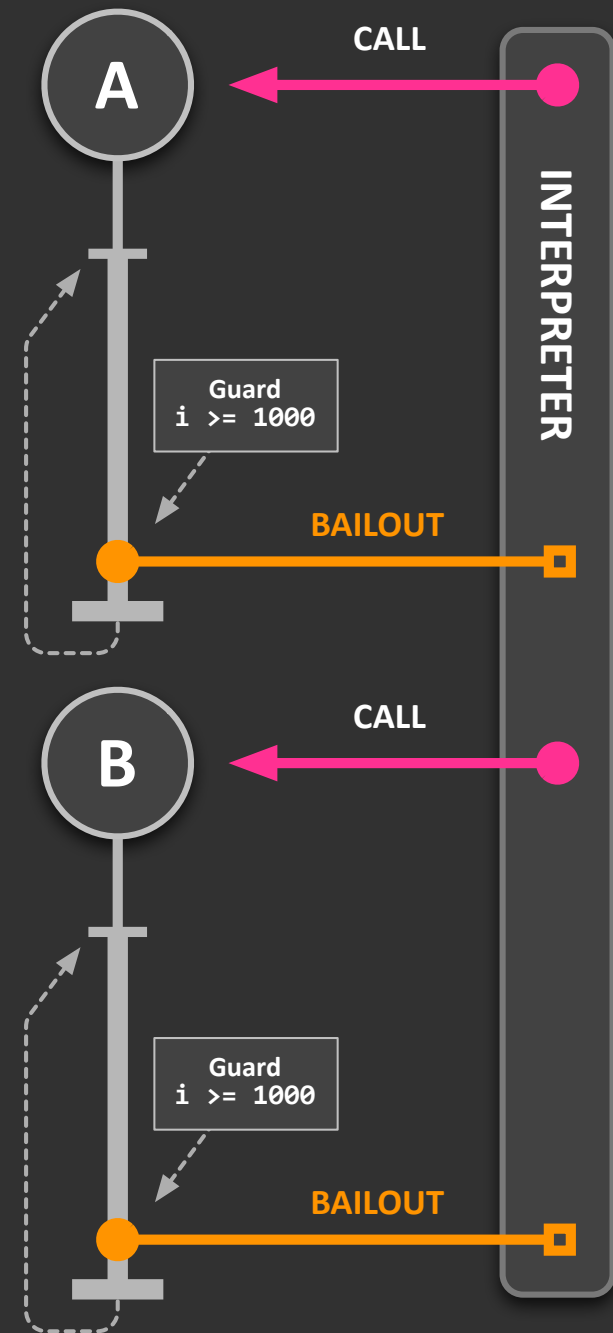 A
CALL
INTERPRETER
Guard
i >= 1000
BAILOUT
B
CALL
Guard
i >= 1000
BAILOUT